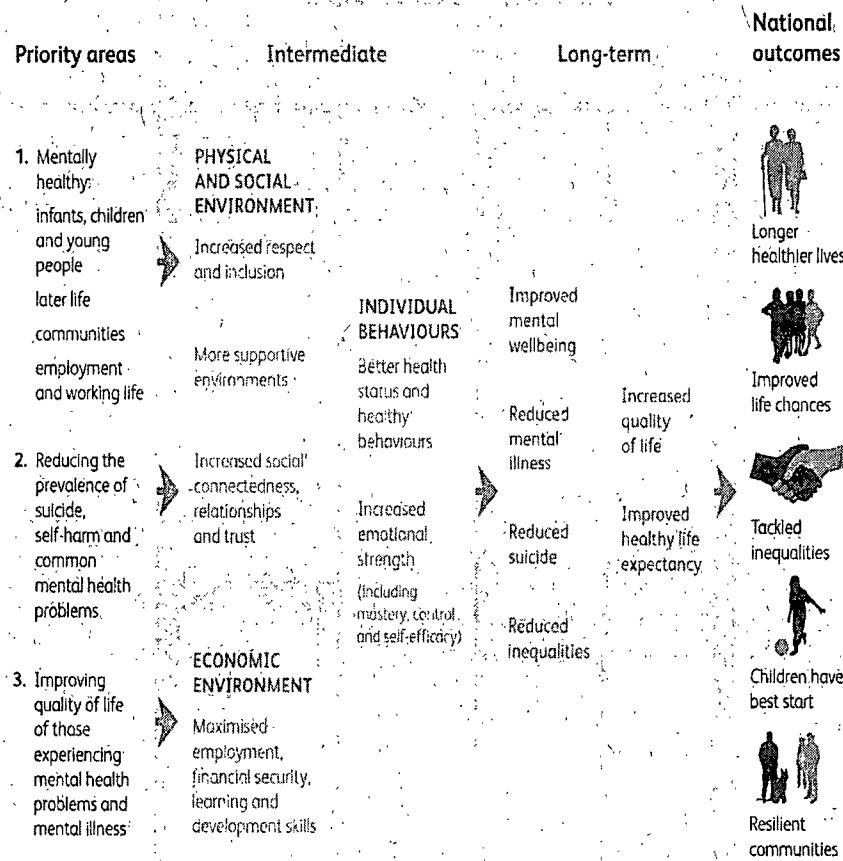 Priority areas
Intermediate
Long-term
National
outcomes
1. Mentally
healthy:
infants, children
and young
people
later life
communities
employment
and working life
2. Reducing the
prevalence of
suicide,
self-harm and
common
mental health
problems
3. Improving
quality of life
of those
experiencing
mental health
problems and
mental illness
PHYSICAL
AND SOCIAL
ENVIRONMENT
Increased respect
and inclusion
More supportive
environments
Increased social
connectedness,
relationships
and trust
ECONOMIC
ENVIRONMENT
Maximised
employment,
financial security,
learning and
development skills
INDIVIDUAL
BEHAVIOURS
Better health
status and
healthy
behaviours
Increased
emotional
strength
(including
mastery, control
and self-efficacy)
Improved
mental
wellbeing
Reduced
mental
illness
Reduced
suicide
Reduced
inequalities
Increased
quality
of life
Improved
healthy life
expectancy
Longer
healthier lives
Improved
life chances
Tackled
inequalities
Children have
best start
Resilient
communities